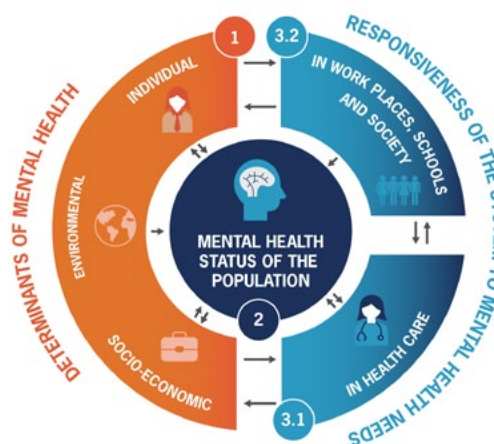 DETERMINANTS OF MENTAL HEALTH
1
INDIVIDUAL
ENVIRONMENTAL
SOCIO-ECONOMIC
MENTAL HEALTH
STATUS OF THE
POPULATION
2
3.2
IN WORK PLACES, SCHOOLS
AND SOCIETY
IN HEALTH CARE
3.1
RESPONSIVENESS OF THE SYSTEM TO MENTAL HEALTH NEEDS